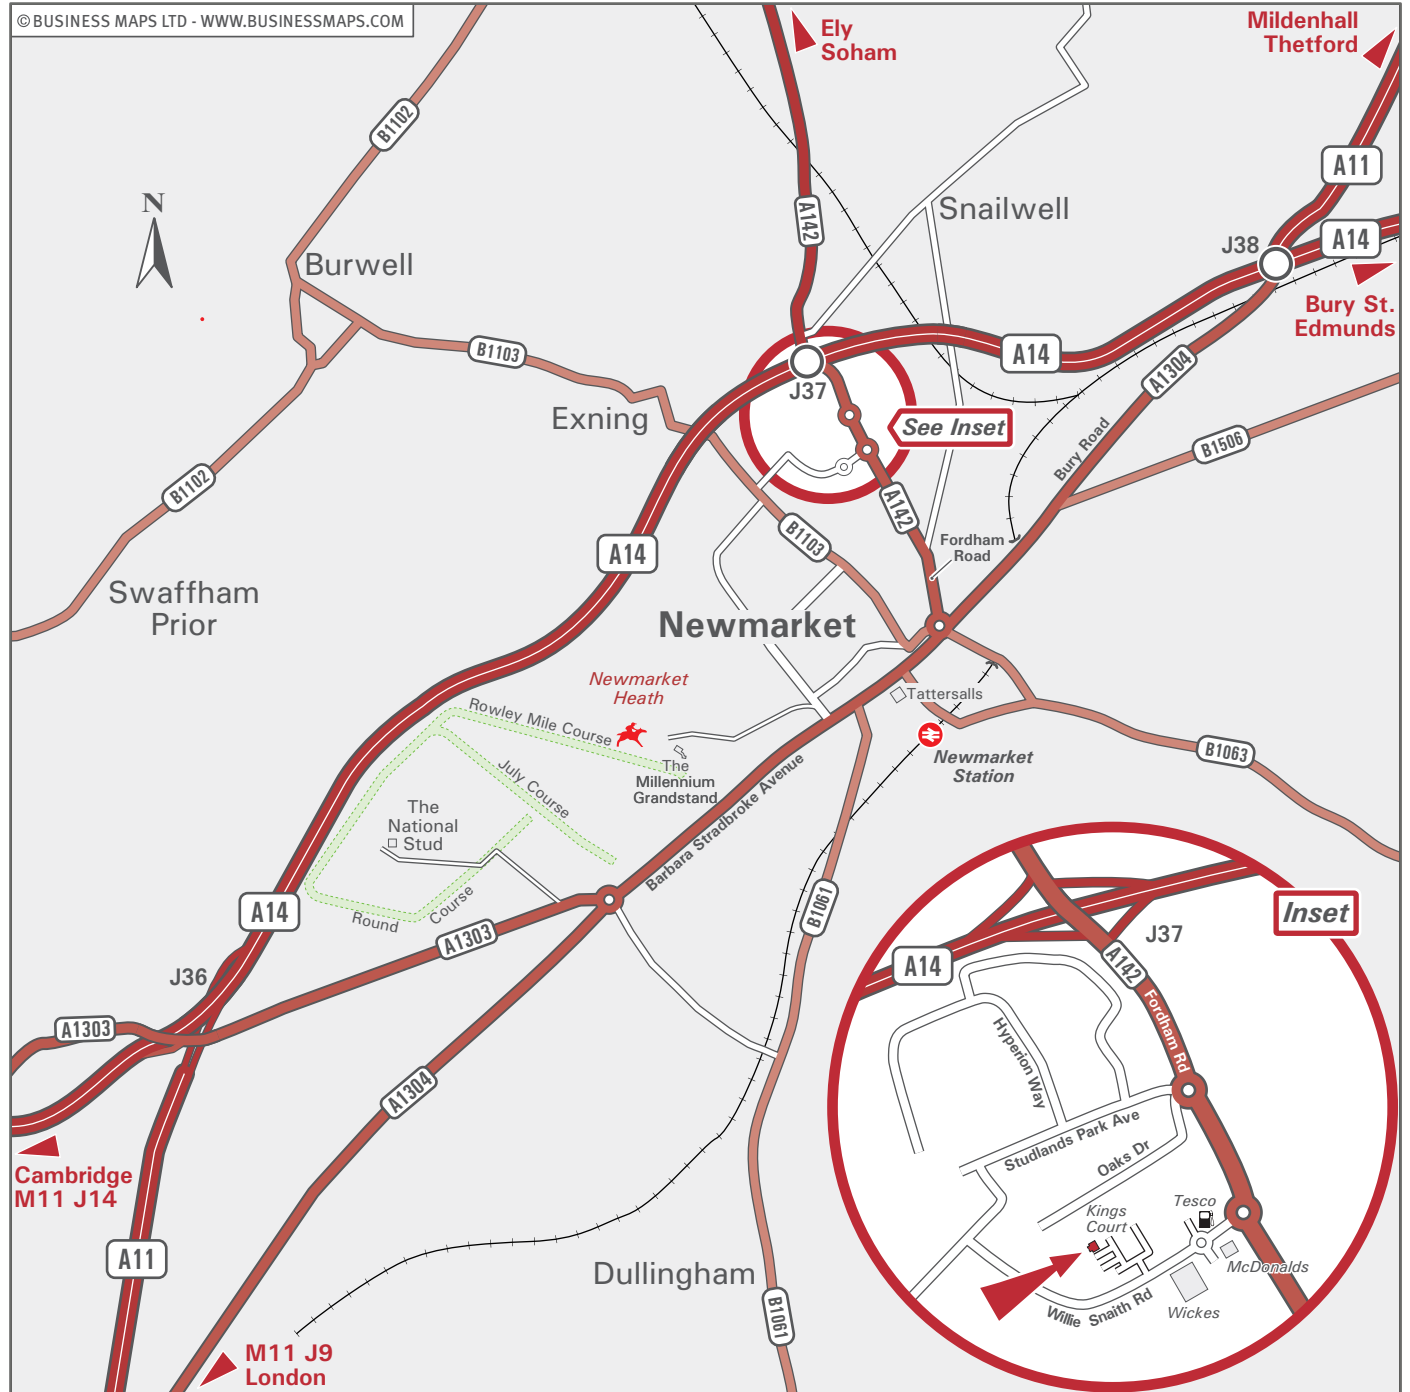 © BUSINESS MAPS LTD - WWW.BUSINESSMAPS.COM
Ely
Soham
Mildenhall
Thetford
B1102
A11
N
A142
Snailwell
J38
A14
Burwell
Bury St.
Edmunds
B1103
A14
J37
A1304
Exning
See Inset
Bury Road
B1506
B1102
A142
A14
B1103
Fordham
Road
Swaffham
Prior
Newmarket
Newmarket
Heath
Rowley Mile Course
Tattersalls
Newmarket
Station
B1063
July Course
The
Millennium
Grandstand
Barbara Stradbroke Avenue
The
National
Stud
A14
Round
Course
B1061
A1303
Inset
J37
A14
A142
J36
A1303
Fordham Rd
Hyperion Way
A1304
Studlands Park Ave
Oaks Dr
Cambridge
M11 J14
Tesco
Kings
Court
A11
McDonalds
Dullingham
Willie Snaith Rd
Wickes
B1061
M11 J9
London